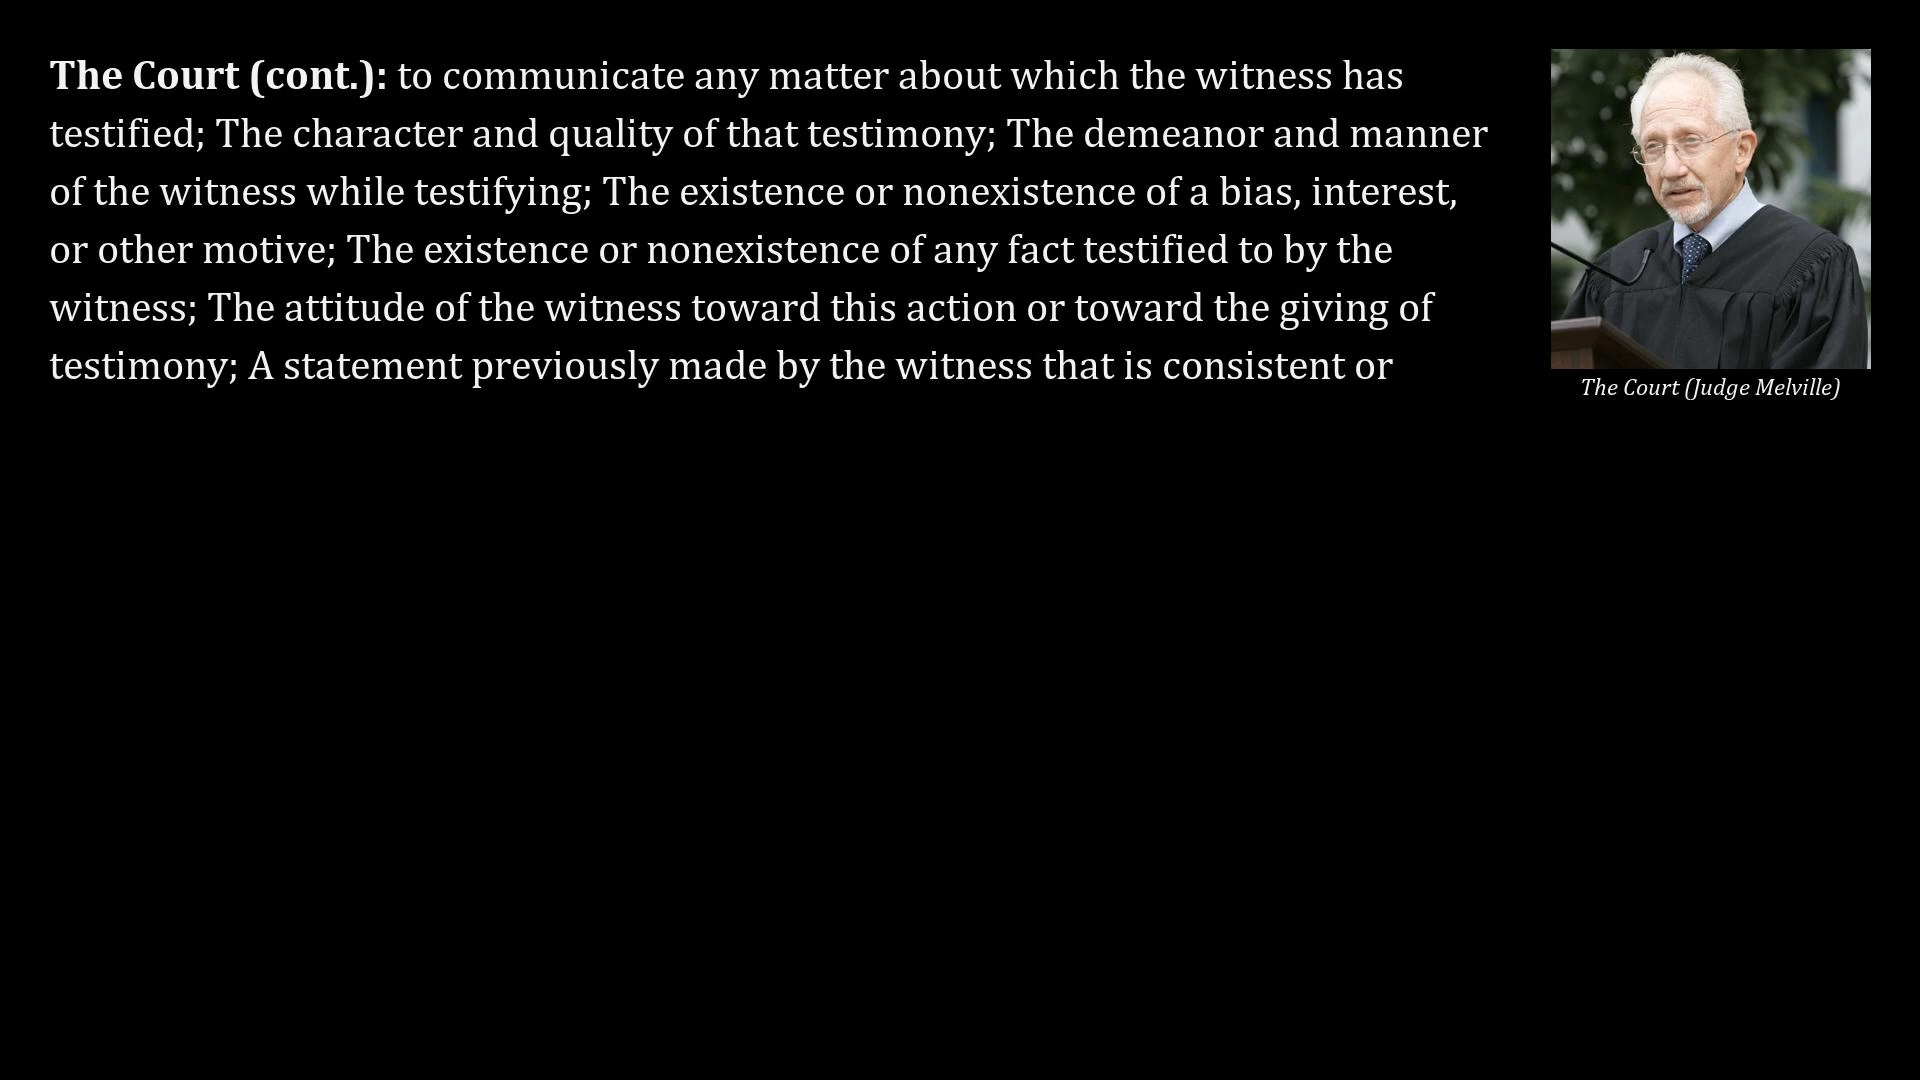 The Court (cont.): to communicate any matter about which the witness has
testified; The character and quality of that testimony; The demeanor and manner
of the witness while testifying; The existence or nonexistence of a bias, interest,
or other motive; The existence or nonexistence of any fact testified to by the
witness; The attitude of the witness toward this action or toward the giving of
testimony; A statement previously made by the witness that is consistent or
The Court (Judge Melville)